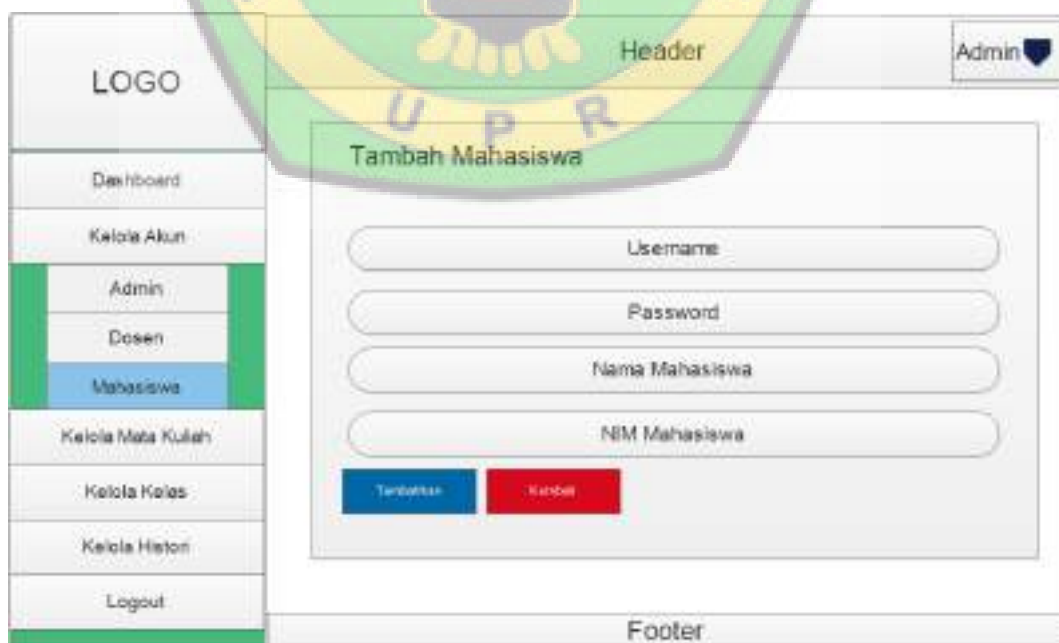 LOGO
Header
Admin
U P R
Tambah Mahasiswa
Dashboard
Kelola Akun
Admin
Dosen
Mahasiswa
Kelola Mata Kuliah
Kelola Kelas
Kelola Histori
Logout
Username
Password
Nama Mahasiswa
NIM Mahasiswa
Tambahkan
Kembali
Footer